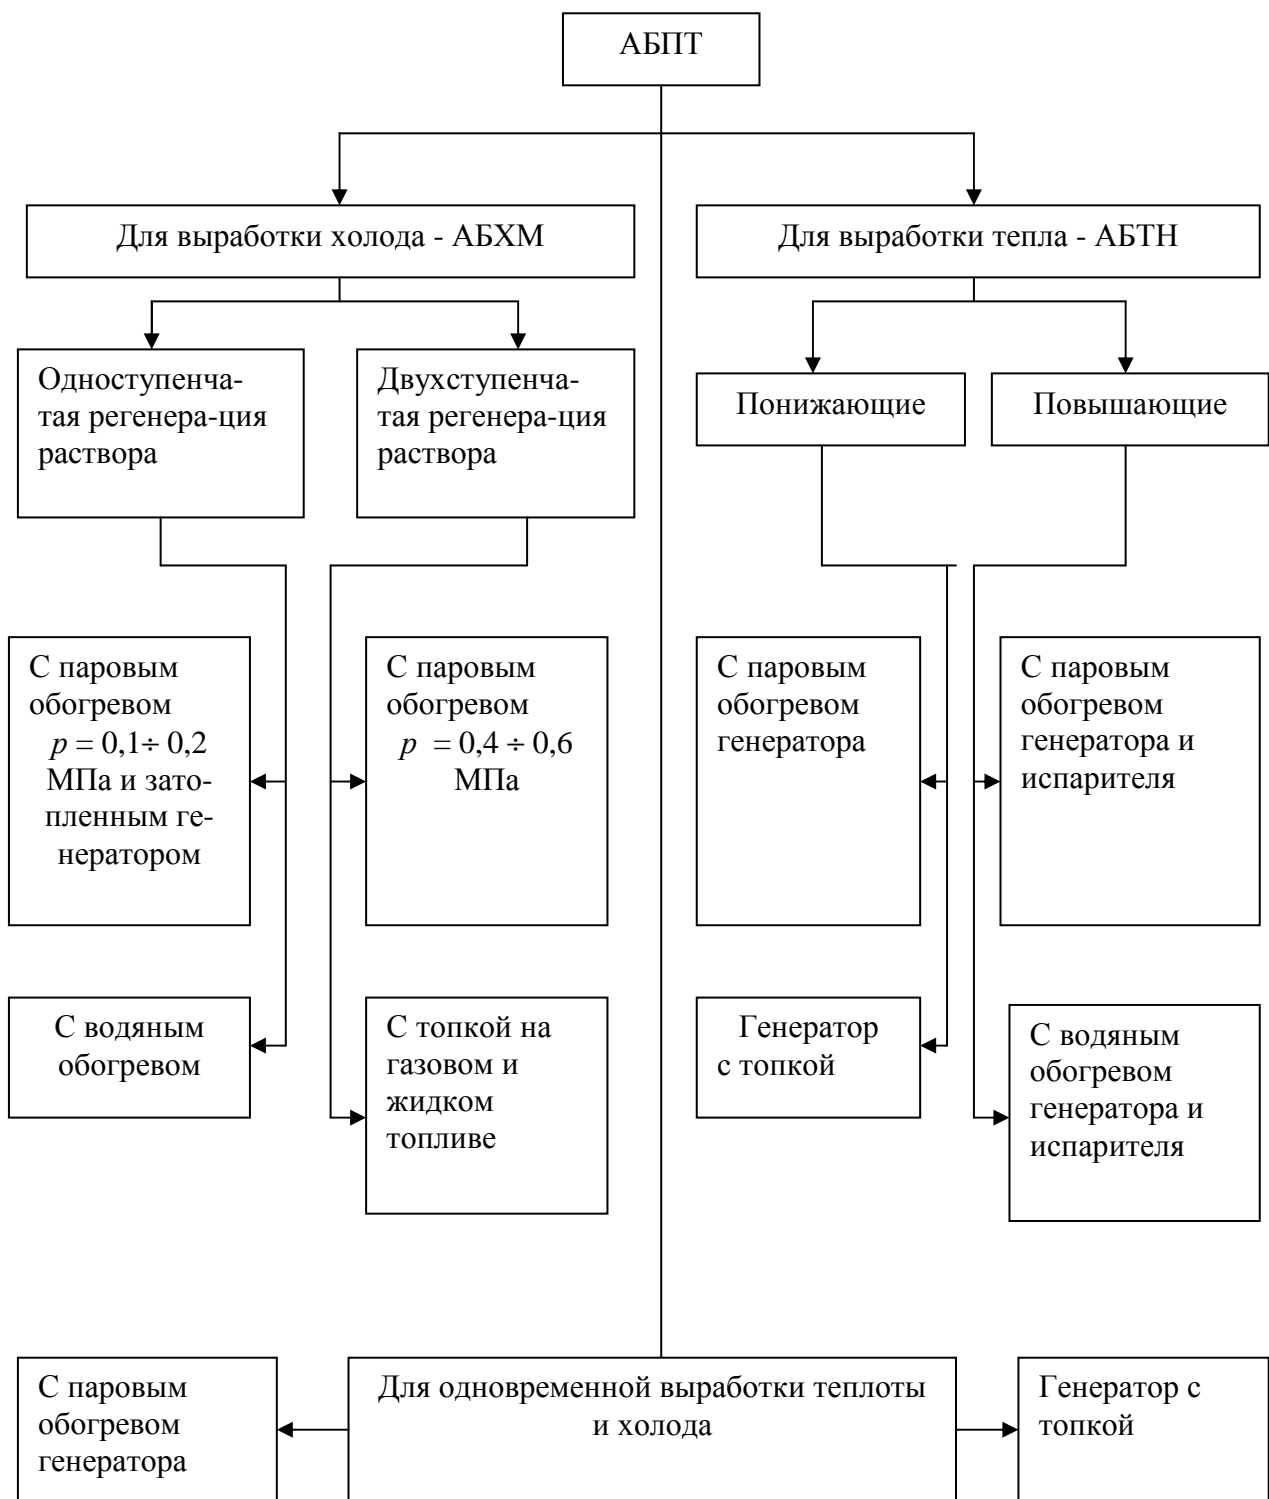 АБПТ
Для выработки холода - АБХМ
Для выработки тепла - АБТН
Одноступенча-
тая регенера-ция
раствора
Двухступенча-
тая регенера-ция
раствора
Понижающие
Повышающие
С паровым
обогревом
p = 0,1÷ 0,2
МПа и зато-
пленным ге-
нератором
С паровым
обогревом
p = 0,4 ÷ 0,6
МПа
С паровым
обогревом
генератора
С паровым
обогревом
генератора и
испарителя
С водяным
обогревом
С топкой на
газовом и
жидком
топливе
Генератор
с топкой
С водяным
обогревом
генератора и
испарителя
С паровым
обогревом
генератора
Для одновременной выработки теплоты
и холода
Генератор с
топкой